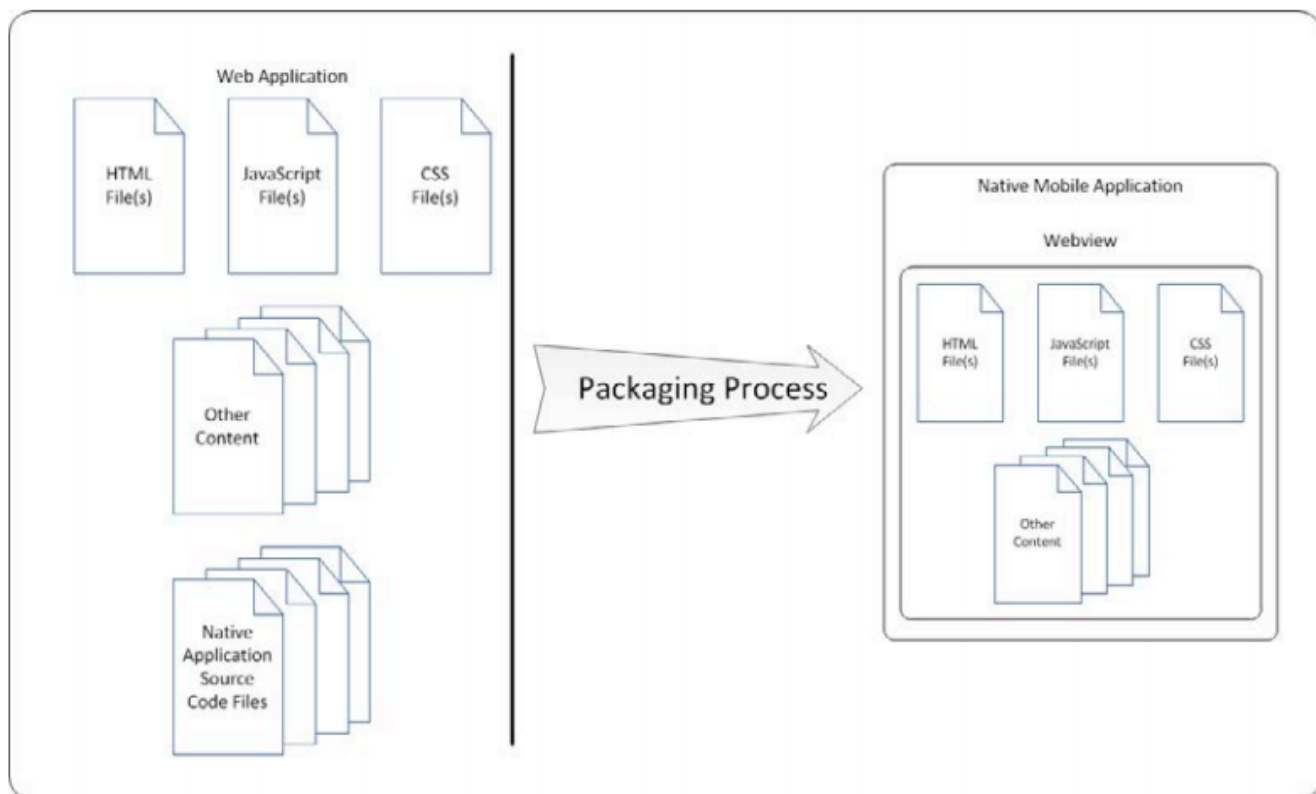 Web Application
HTML
File(s)
JavaScript
File(s)
CSS
File(s)
Other
Content
Native
Application
Source
Code Files
Packaging Process
Native Mobile Application
Webview
HTML
File(s)
JavaScript
File(s)
CSS
File(s)
Other
Content